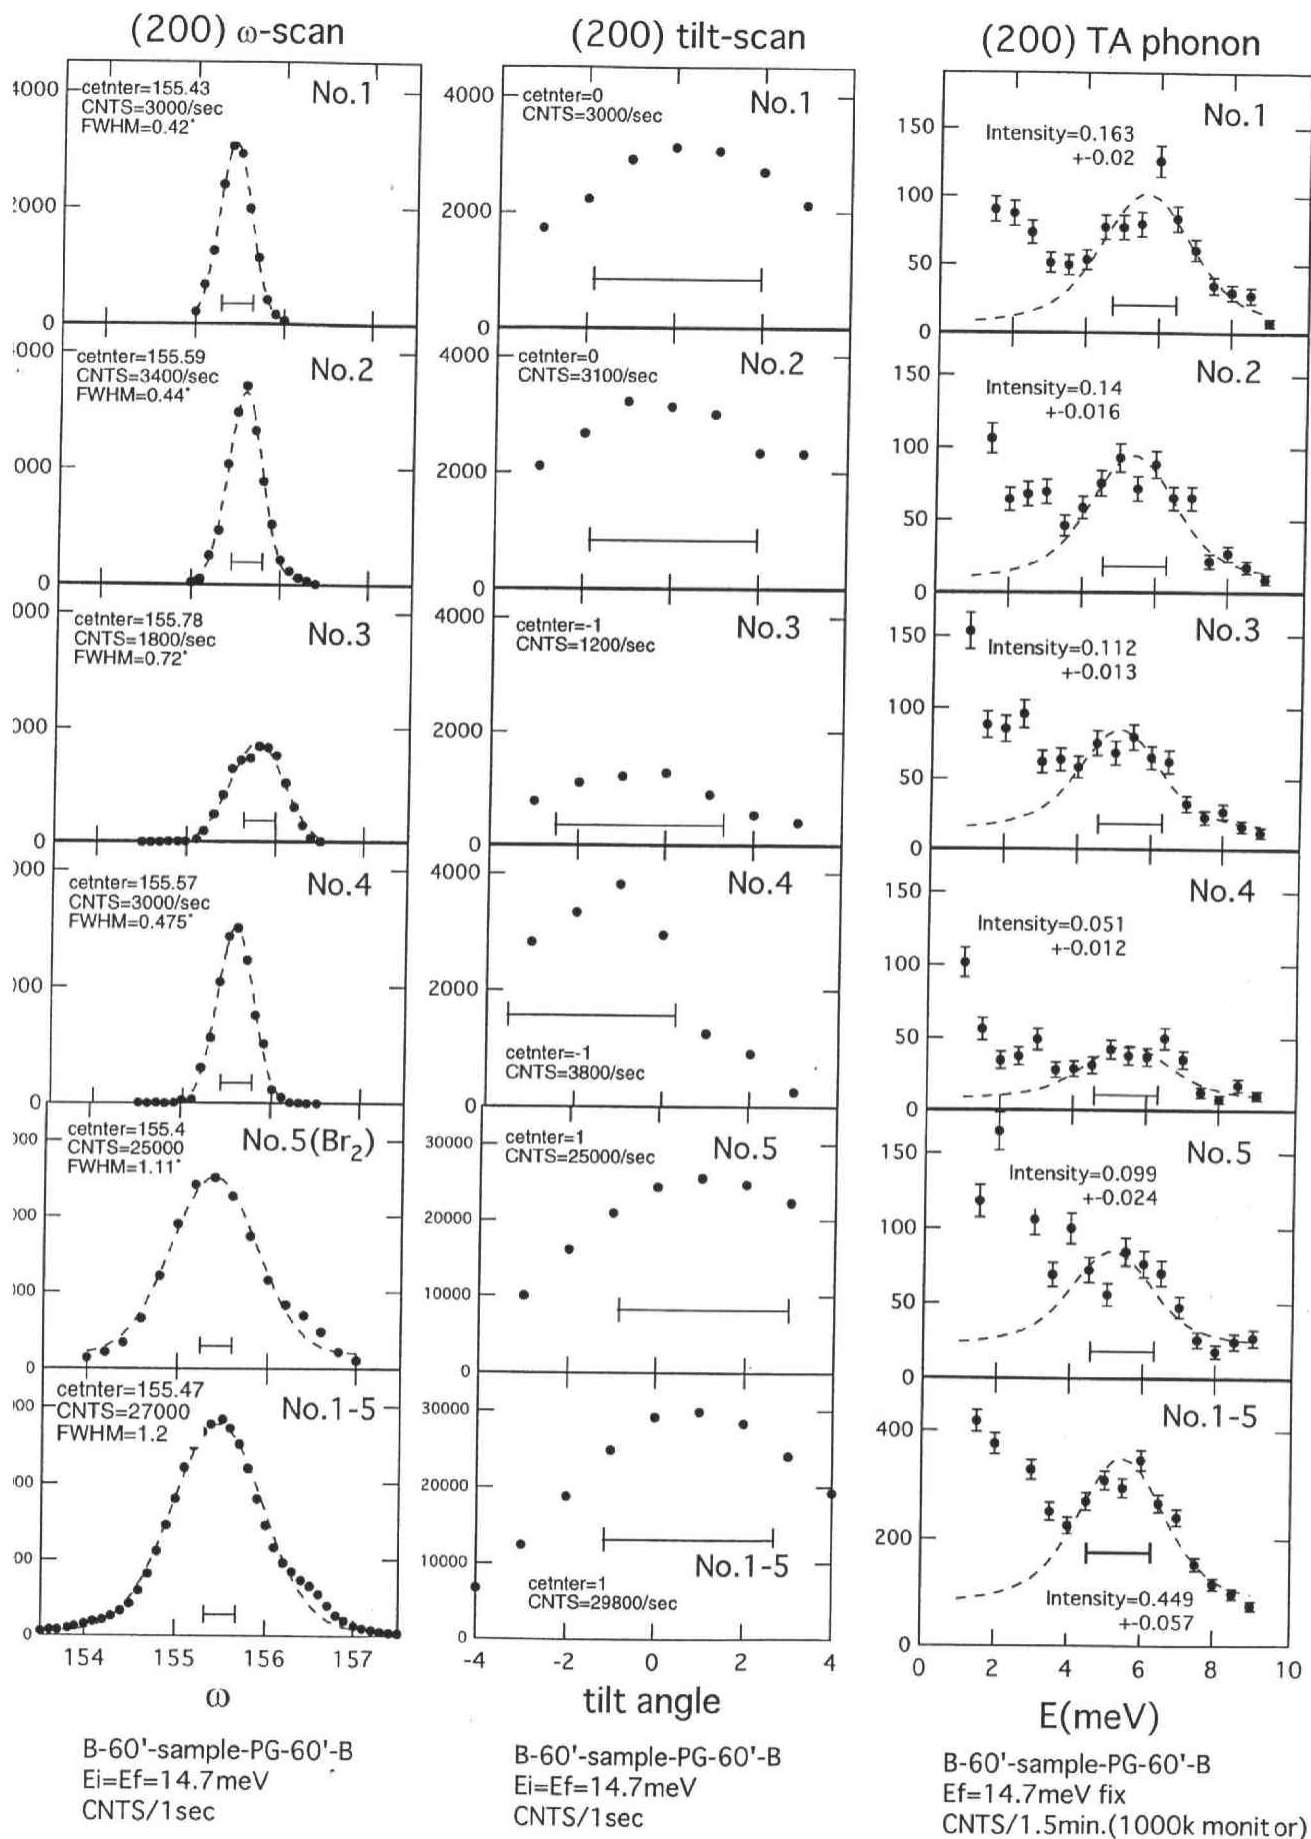 (200) ω-scan
4000
cetnter=155.43
CNTS=3000/sec
FWHM=0.42°
No.1
2000
0
4000
cetnter=155.59
CNTS=3400/sec
FWHM=0.44°
No.2
000
0
000
cetnter=155.78
CNTS=1800/sec
FWHM=0.72°
No.3
000
0
000
cetnter=155.57
CNTS=3000/sec
FWHM=0.475°
No.4
000
0
000
cetnter=155.4
CNTS=25000
FWHM=1.11°
No.5(Br2)
000
000
0
000
cetnter=155.47
CNTS=27000
FWHM=1.2
No.1-5
000
00
0
154 155 156 157
ω
B-60'-sample-PG-60'-B
Ei=Ef=14.7meV
CNTS/1sec
(200) tilt-scan
4000
cetnter=0
CNTS=3000/sec
No.1
2000
0
4000
cetnter=0
CNTS=3100/sec
No.2
2000
0
4000
cetnter=-1
CNTS=1200/sec
No.3
2000
0
4000
No.4
2000
cetnter=-1
CNTS=3800/sec
0
30000
cetnter=1
CNTS=25000/sec
No.5
20000
10000
0
30000
20000
10000
No.1-5
cetnter=1
CNTS=29800/sec
0
-4 -2 0 2 4
tilt angle
B-60'-sample-PG-60'-B
Ei=Ef=14.7meV
CNTS/1sec
(200) TA phonon
No.1
150
Intensity=0.163
+-0.02
100
50
0
No.2
150
Intensity=0.14
+-0.016
100
50
0
No.3
150
Intensity=0.112
+-0.013
100
50
0
No.4
150
Intensity=0.051
+-0.012
100
50
0
No.5
150
Intensity=0.099
+-0.024
100
50
0
No.1-5
400
200
Intensity=0.449
+-0.057
0
0 2 4 6 8 10
E(meV)
B-60'-sample-PG-60'-B
Ef=14.7meV fix
CNTS/1.5min.(1000k monitor)